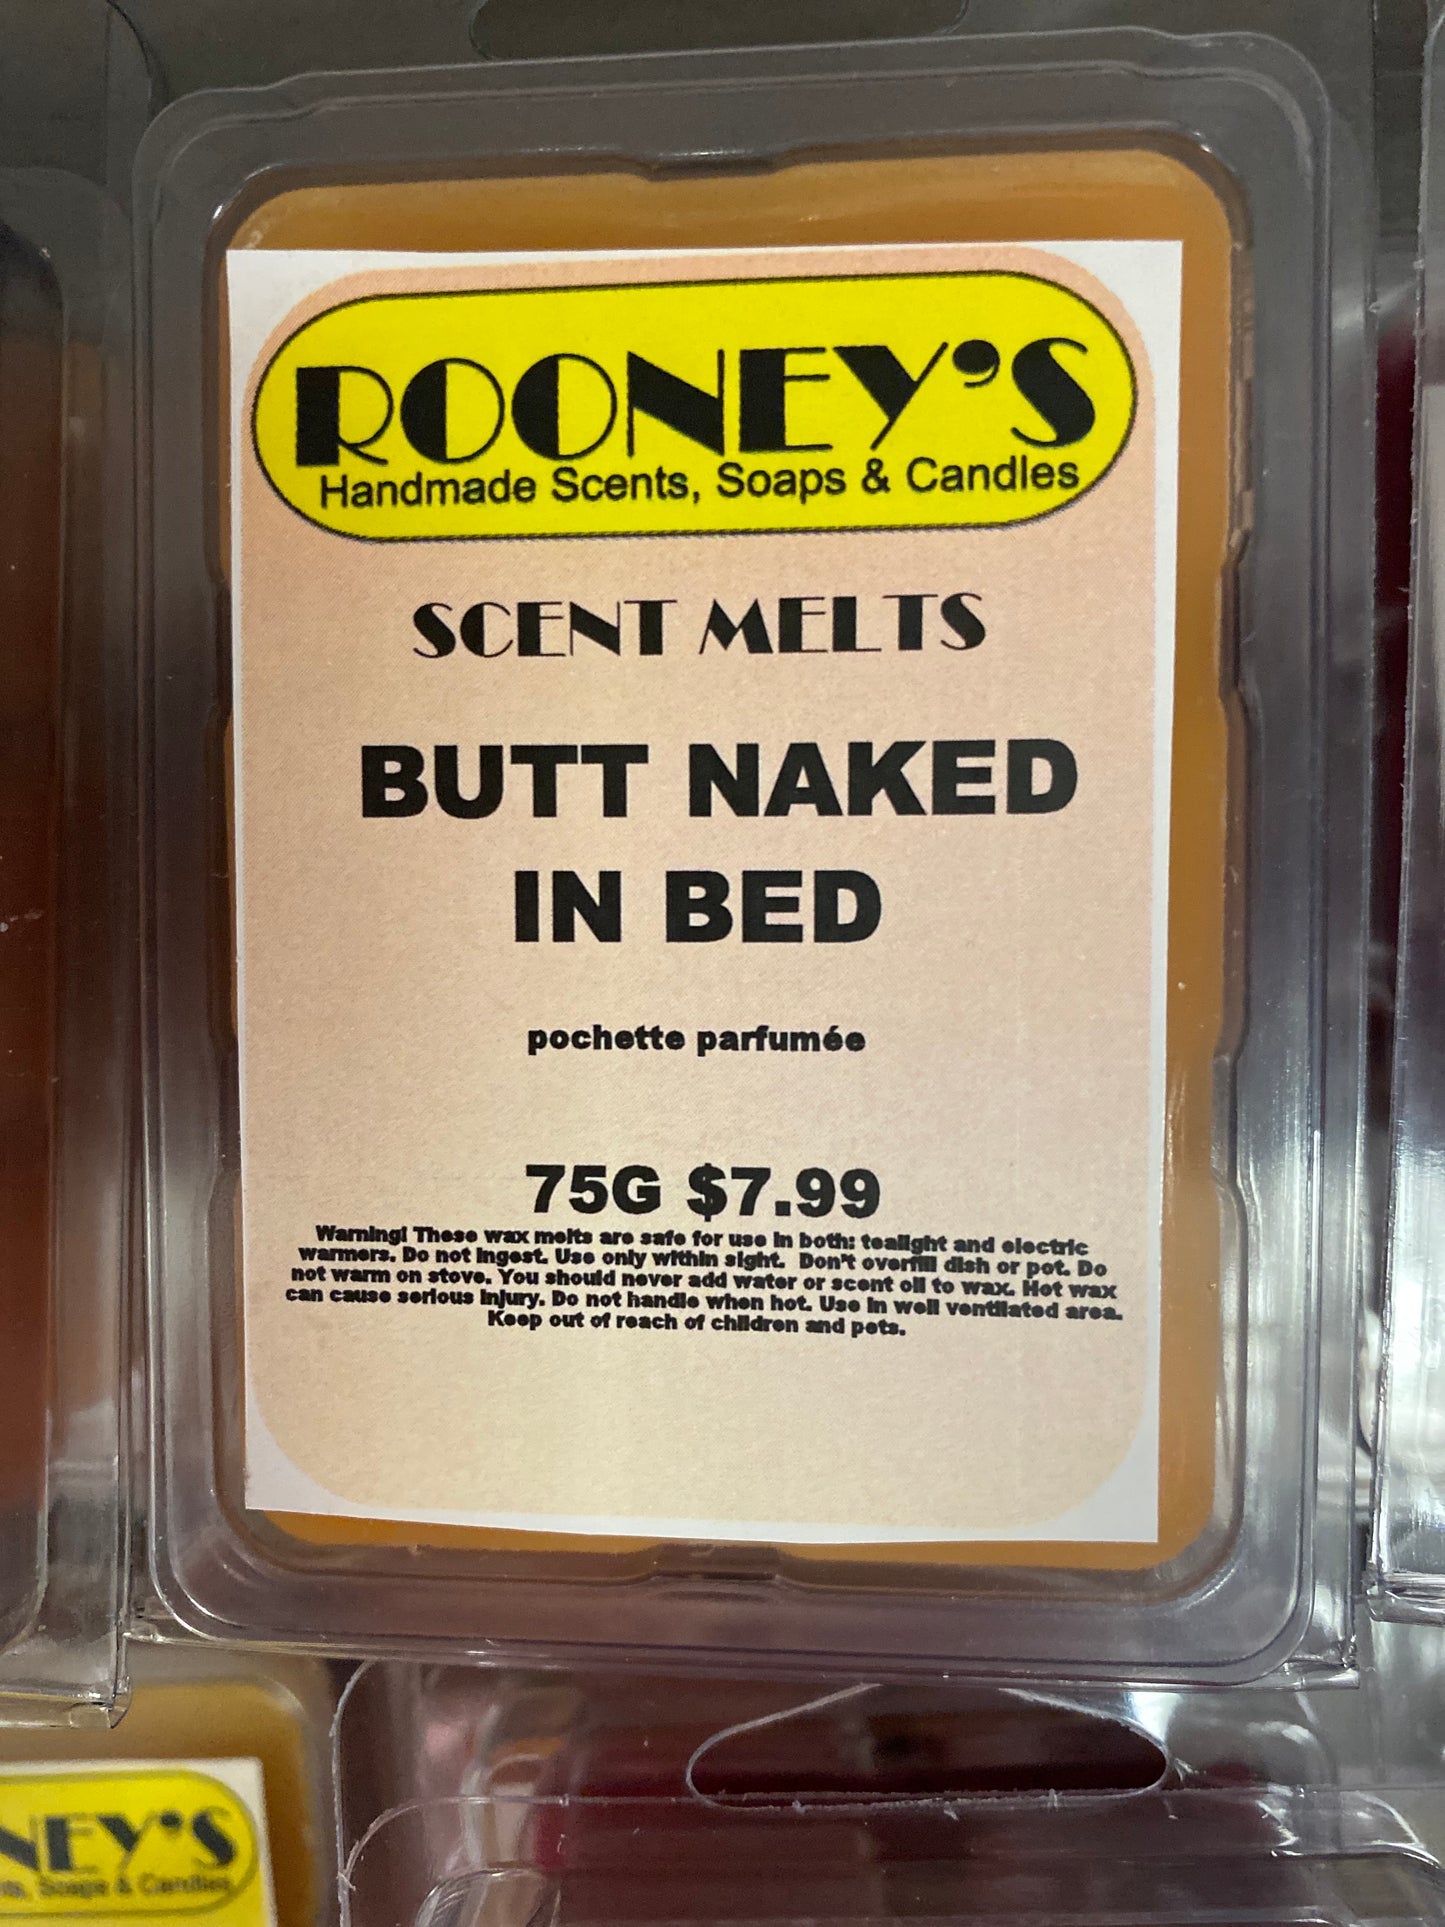 ROONEY'S
Handmade Scents, Soaps & Candles
SCENT MELTS
BUTT NAKED
IN BED
pochette parfumée
75G $7.99
Warning! These wax melts are safe for use in both: tealight and electric
warmers. Do not ingest. Use only within sight. Don't overfill dish or pot. Do
not warm on stove. You should never add water or scent oil to wax. Hot wax
can cause serious injury. Do not handle when hot. Use in well ventilated area.
Keep out of reach of children and pets.
NEY'S
, Soaps & Candles